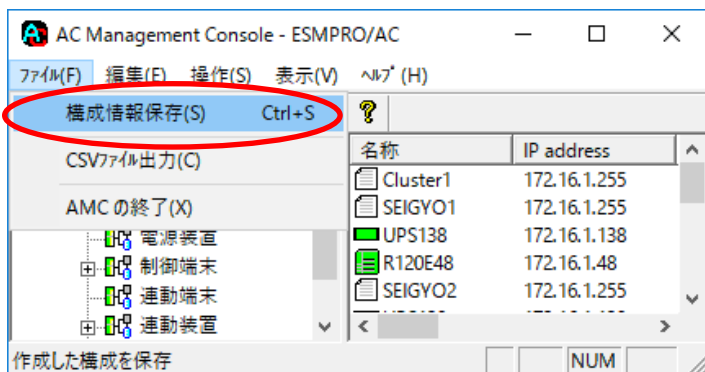 AC Management Console - ESMPRO/AC
ﾌｧｲﾙ(F) 編集(E) 操作(S) 表示(V) ﾍﾙﾌﾟ(H)
構成情報保存(S) Ctrl+S
CSVﾌｧｲﾙ出力(C)
AMC の終了(X)
電源装置
制御端末
連動端末
連動装置
名称 IP address
Cluster1 172.16.1.255
SEIGYO1 172.16.1.255
UPS138 172.16.1.138
R120E48 172.16.1.48
SEIGYO2 172.16.1.255
作成した構成を保存
NUM